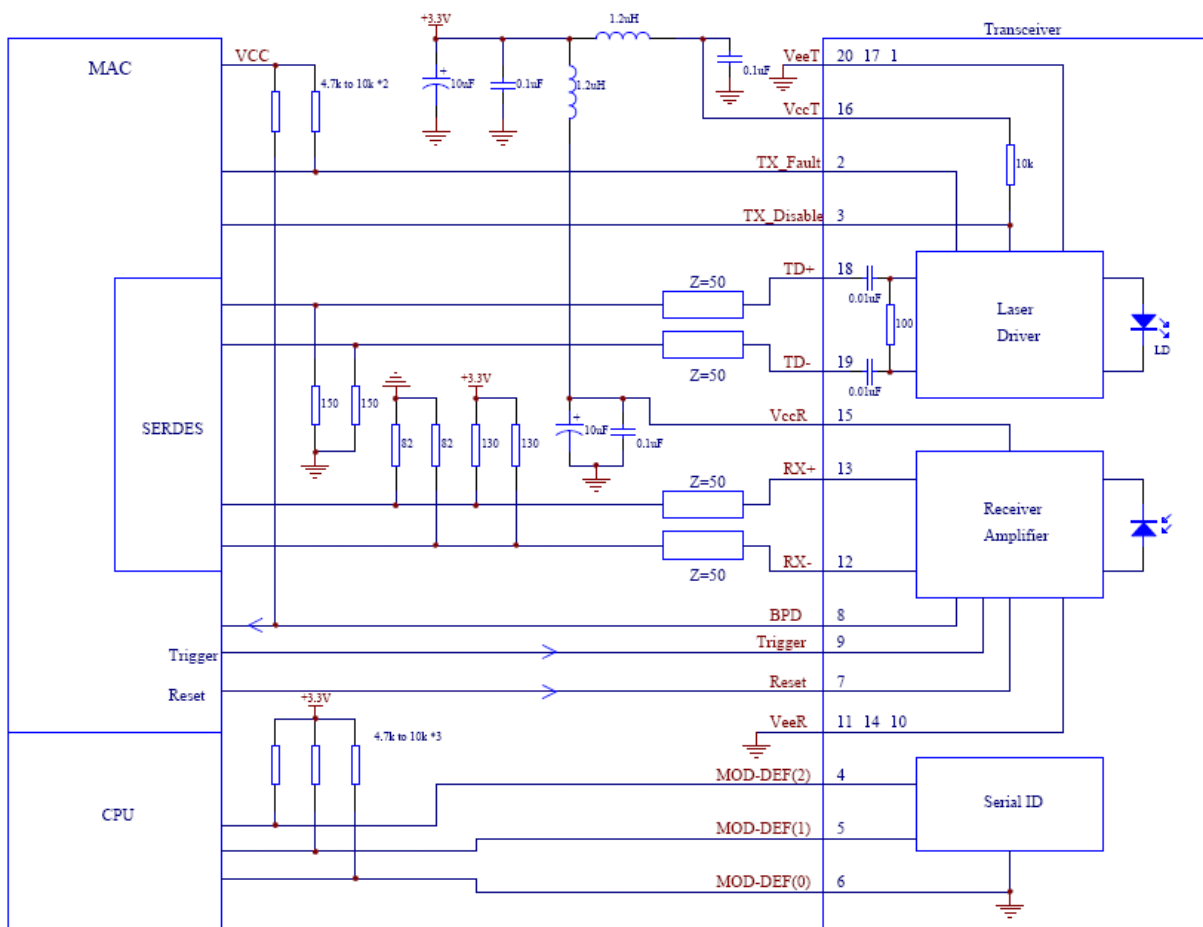 +3.3V
1.2uH
Transceiver
MAC
VCC
4.7k to 10k *2
+
10uF
0.1uF
1.2uH
0.1uF
VeeT
20 17 1
VccT
16
10k
TX_Fault
2
TX_Disable
3
SERDES
Z=50
TD+
18
0.01uF
100
Laser
Driver
LD
TD-
19
0.01uF
Z=50
150
150
+3.3V
82
82
130
130
+
10uF
0.1uF
VccR
15
Z=50
RX+
13
Receiver
Amplifier
RX-
12
Z=50
BPD
8
Trigger
Trigger
9
Reset
Reset
7
+3.3V
VeeR
11 14 10
4.7k to 10k *3
CPU
MOD-DEF(2)
4
Serial ID
MOD-DEF(1)
5
MOD-DEF(0)
6